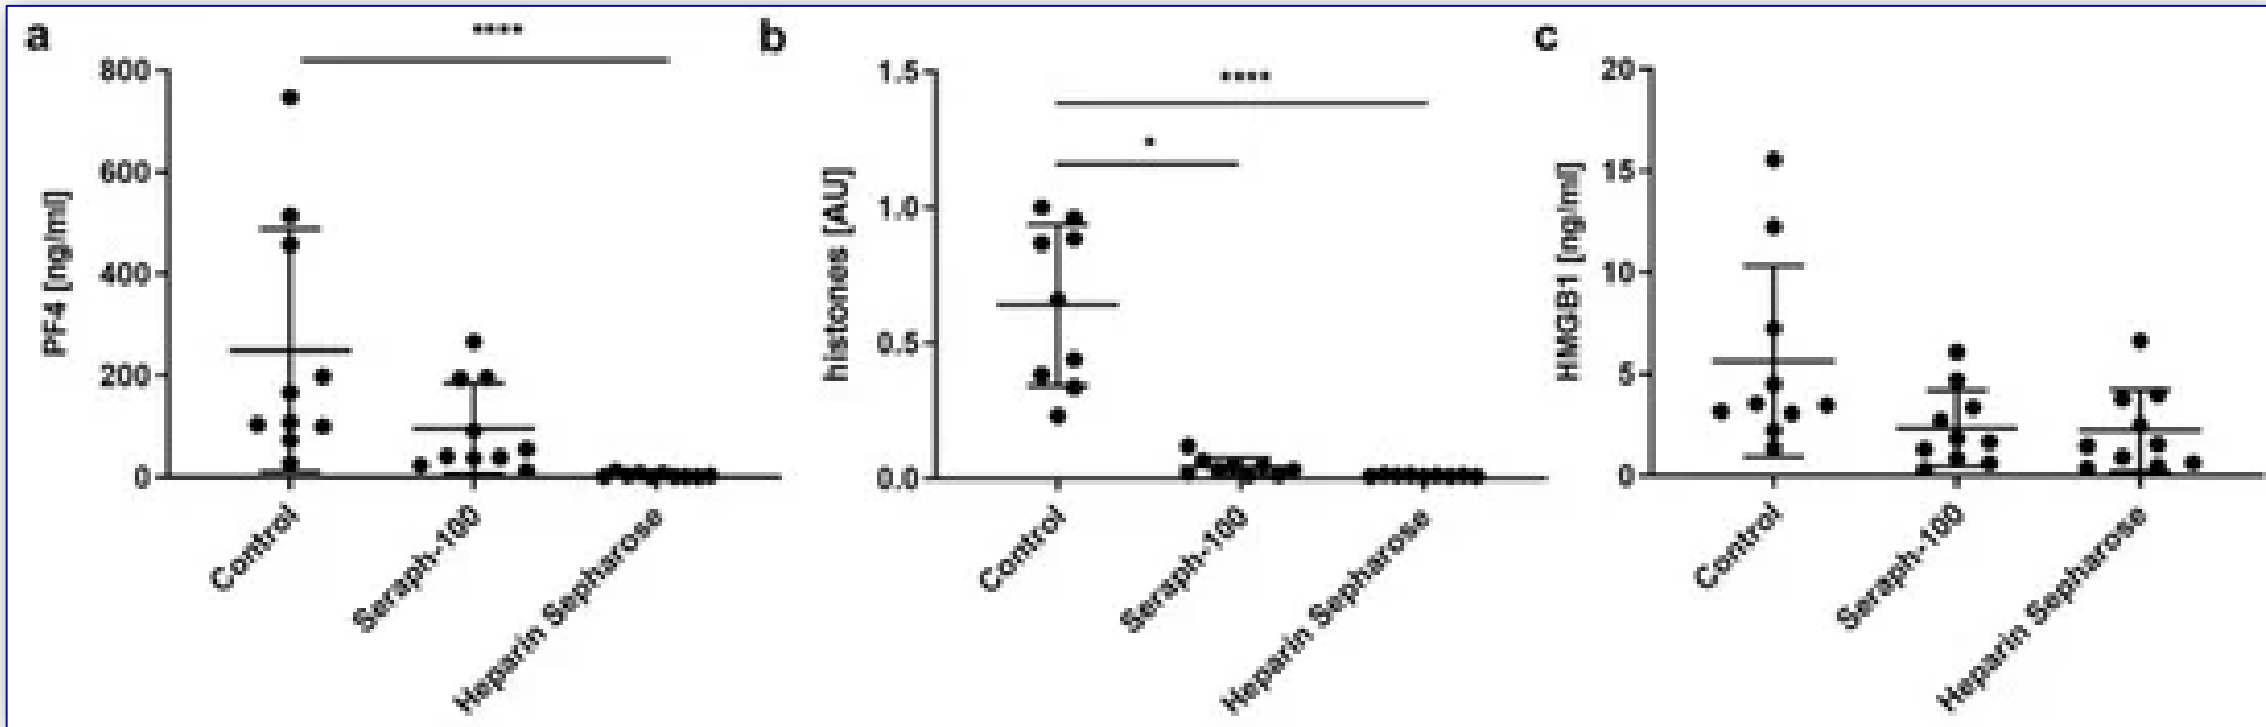 a
****
PF4 [ng/ml]
800
600
400
200
0
Control
Seraph-100
Heparin Sepharose
b
****
*
histones [AU]
1.5
1.0
0.5
0.0
Control
Seraph-100
Heparin Sepharose
c
HMGB1 [ng/ml]
20
15
10
5
0
Control
Seraph-100
Heparin Sepharose